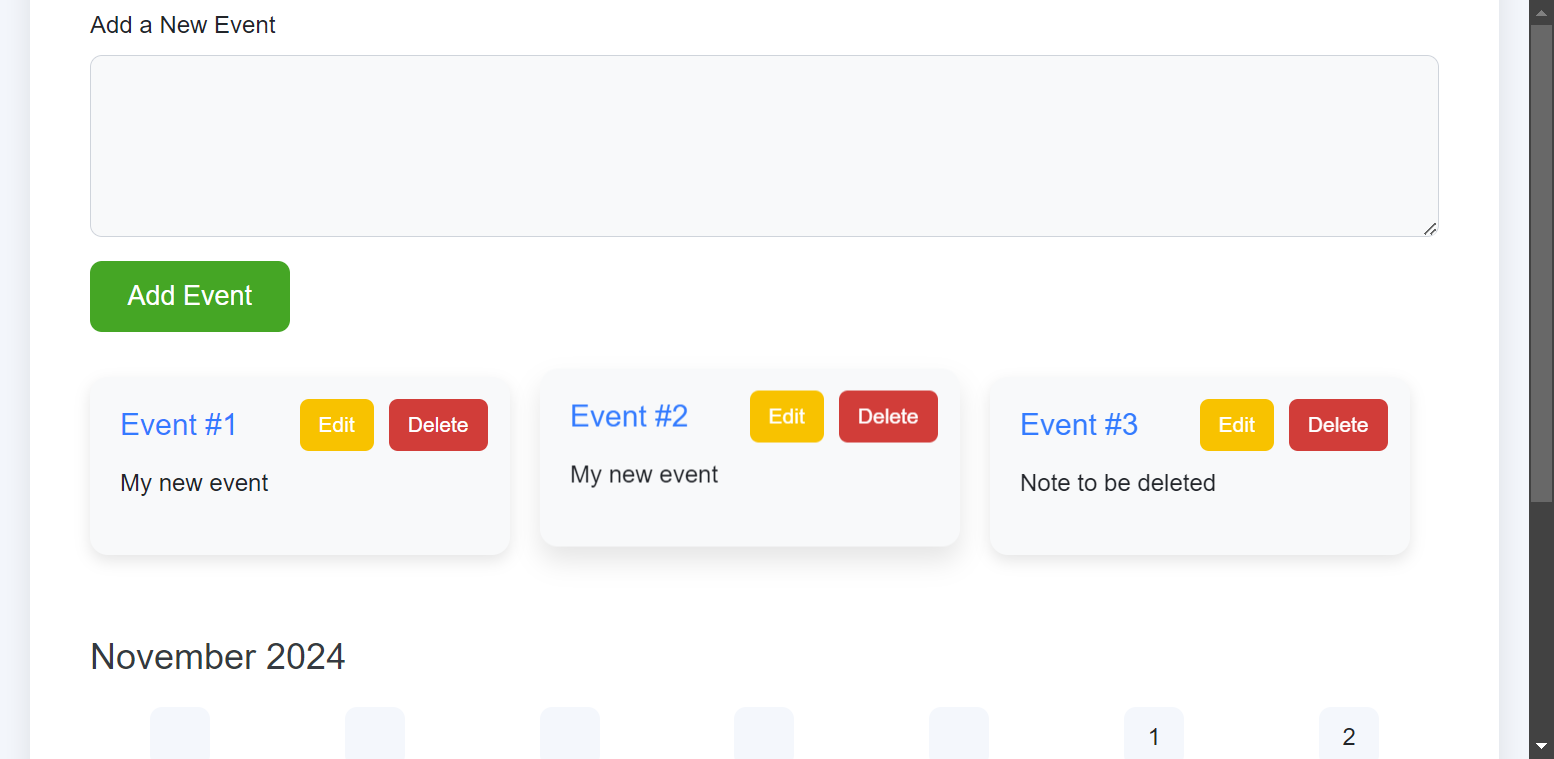 Add a New Event
Add Event
Event #1 Edit Delete
My new event
Event #2 Edit Delete
My new event
Event #3 Edit Delete
Note to be deleted
November 2024
1 2